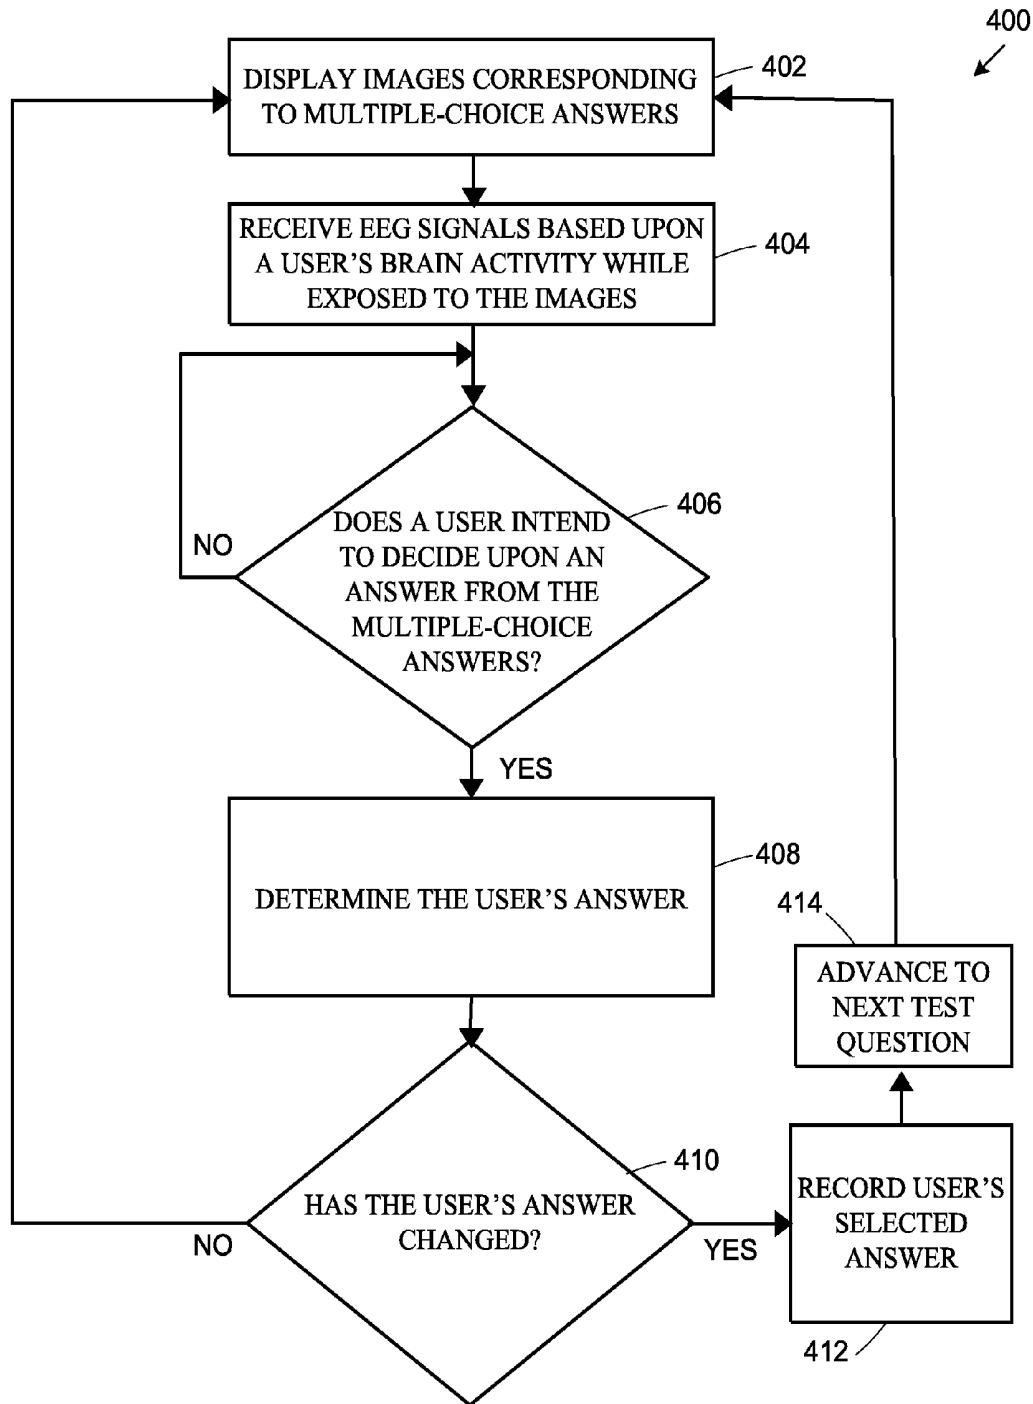 400
DISPLAY IMAGES CORRESPONDING
TO MULTIPLE-CHOICE ANSWERS
402
RECEIVE EEG SIGNALS BASED UPON
A USER'S BRAIN ACTIVITY WHILE
EXPOSED TO THE IMAGES
404
DOES A USER INTEND
TO DECIDE UPON AN
ANSWER FROM THE
MULTIPLE-CHOICE
ANSWERS?
406
NO
YES
DETERMINE THE USER'S ANSWER
408
HAS THE USER'S ANSWER
CHANGED?
410
NO
YES
RECORD USER'S
SELECTED
ANSWER
412
ADVANCE TO
NEXT TEST
QUESTION
414